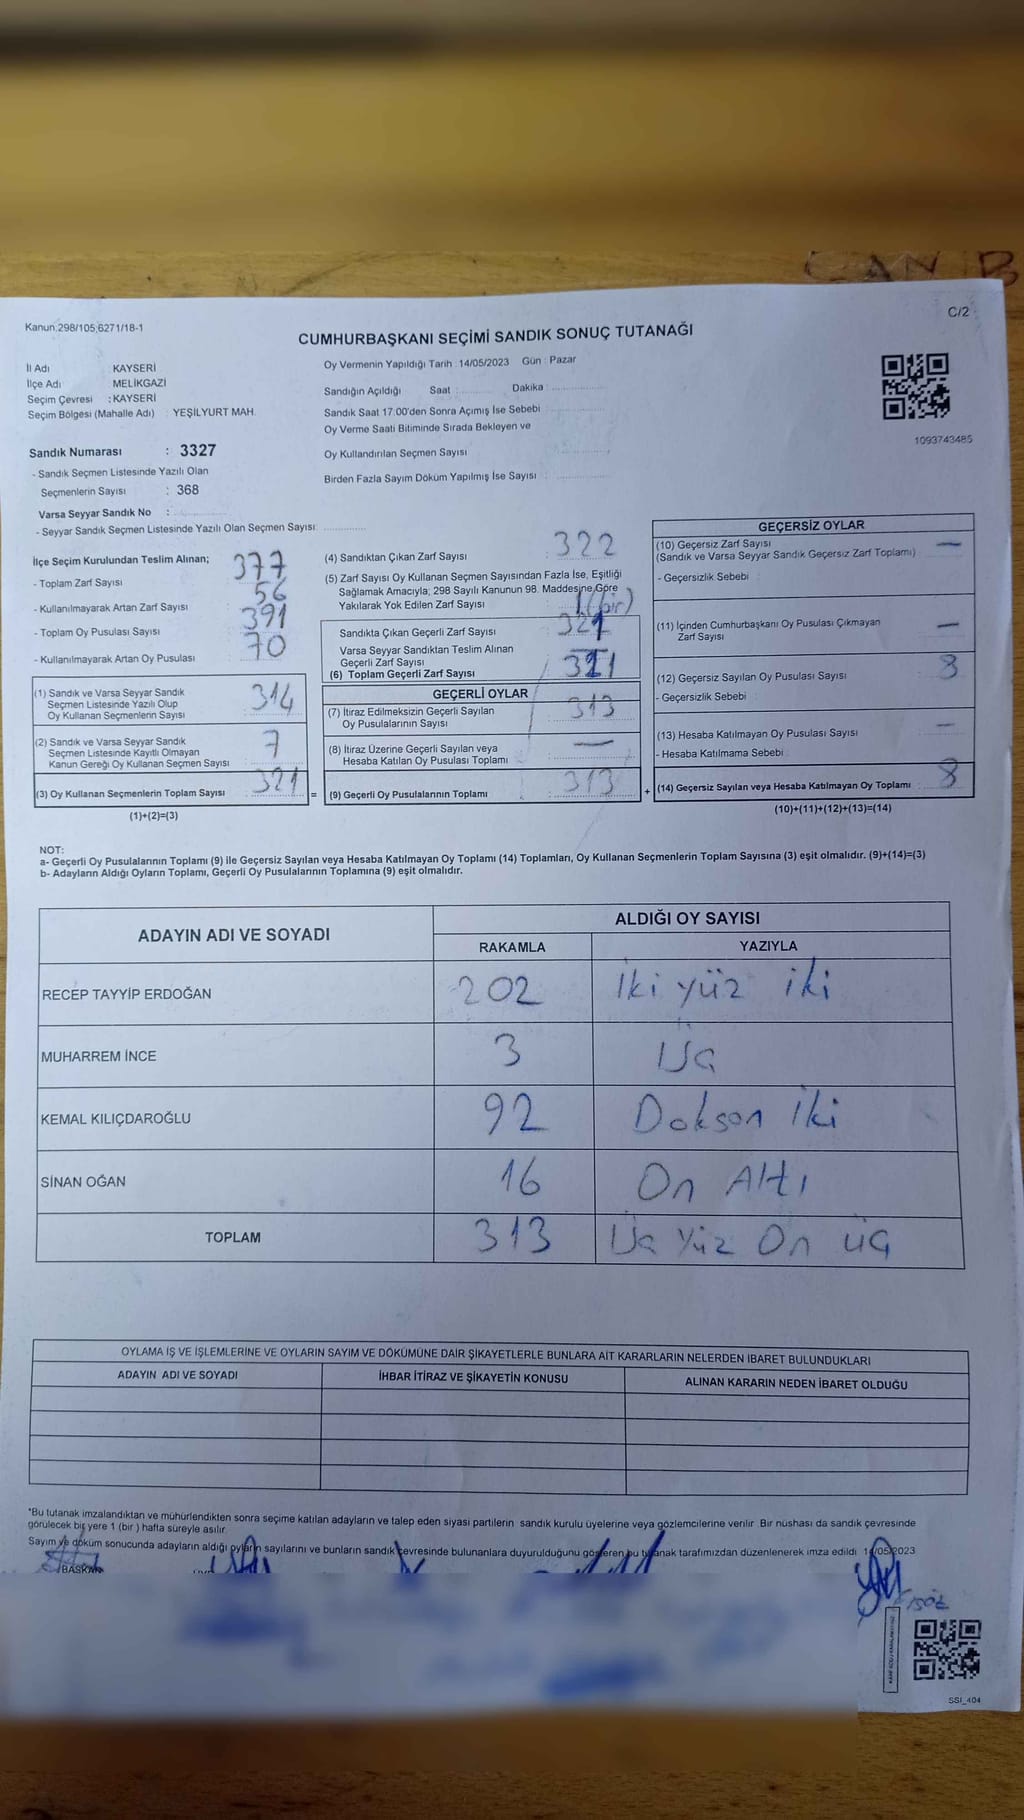 CAN B
Kanun;298/105;6271/18-1
C/2
CUMHURBAŞKANI SEÇİMİ SANDIK SONUÇ TUTANAĞI
İl Adı KAYSERİ
İlçe Adı MELİKGAZİ
Seçim Çevresi : KAYSERİ
Seçim Bölgesi (Mahalle Adı) : YEŞİLYURT MAH.
Oy Vermenin Yapıldığı Tarih : 14/05/2023 Gün : Pazar
Sandığın Açıldığı Saat : Dakika :
Sandık Saat 17.00'den Sonra Açımış İse Sebebi
Oy Verme Saati Bitiminde Sırada Bekleyen ve
Oy Kullandırılan Seçmen Sayısı
Birden Fazla Sayım Döküm Yapılmış İse Sayısı :
1093743485
Sandık Numarası : 3327
- Sandık Seçmen Listesinde Yazılı Olan
Seçmenlerin Sayısı : 368
Varsa Seyyar Sandık No :
- Seyyar Sandık Seçmen Listesinde Yazılı Olan Seçmen Sayısı:
İlçe Seçim Kurulundan Teslim Alınan;
- Toplam Zarf Sayısı 377
- Kullanılmayarak Artan Zarf Sayısı 56
- Toplam Oy Pusulası Sayısı 391
- Kullanılmayarak Artan Oy Pusulası 70
(1) Sandık ve Varsa Seyyar Sandık
Seçmen Listesinde Yazılı Olup
Oy Kullanan Seçmenlerin Sayısı 314
(2) Sandık ve Varsa Seyyar Sandık
Seçmen Listesinde Kayıtlı Olmayan
Kanun Gereği Oy Kullanan Seçmen Sayısı 7
(3) Oy Kullanan Seçmenlerin Toplam Sayısı 321
(1)+(2)=(3)
=
(4) Sandıktan Çıkan Zarf Sayısı 322
(5) Zarf Sayısı Oy Kullanan Seçmen Sayısından Fazla İse, Eşitliği
Sağlamak Amacıyla; 298 Sayılı Kanunun 98. Maddesine Göre
Yakılarak Yok Edilen Zarf Sayısı 1(bir)
Sandıkta Çıkan Geçerli Zarf Sayısı 321
Varsa Seyyar Sandıktan Teslim Alınan
Geçerli Zarf Sayısı
(6) Toplam Geçerli Zarf Sayısı 321
GEÇERLİ OYLAR
(7) İtiraz Edilmeksizin Geçerli Sayılan
Oy Pusulalarının Sayısı 313
(8) İtiraz Üzerine Geçerli Sayılan veya
Hesaba Katılan Oy Pusulası Toplamı —
(9) Geçerli Oy Pusulalarının Toplamı 313
+
GEÇERSİZ OYLAR
(10) Geçersiz Zarf Sayısı —
(Sandık ve Varsa Seyyar Sandık Geçersiz Zarf Toplamı)
- Geçersizlik Sebebi
(11) İçinden Cumhurbaşkanı Oy Pusulası Çıkmayan
Zarf Sayısı —
(12) Geçersiz Sayılan Oy Pusulası Sayısı 8
- Geçersizlik Sebebi
(13) Hesaba Katılmayan Oy Pusulası Sayısı —
- Hesaba Katılmama Sebebi
(14) Geçersiz Sayılan veya Hesaba Katılmayan Oy Toplamı 8
(10)+(11)+(12)+(13)=(14)
NOT:
a- Geçerli Oy Pusulalarının Toplamı (9) ile Geçersiz Sayılan veya Hesaba Katılmayan Oy Toplamı (14) Toplamları, Oy Kullanan Seçmenlerin Toplam Sayısına (3) eşit olmalıdır. (9)+(14)=(3)
b- Adayların Aldığı Oyların Toplamı, Geçerli Oy Pusulalarının Toplamına (9) eşit olmalıdır.
ADAYIN ADI VE SOYADI ALDIĞI OY SAYISI
RAKAMLA YAZIYLA
RECEP TAYYİP ERDOĞAN 202 İki yüz iki
MUHARREM İNCE 3 Üç
KEMAL KILIÇDAROĞLU 92 Doksan İki
SİNAN OĞAN 16 On Altı
TOPLAM 313 Üç Yüz On üç
OYLAMA İŞ VE İŞLEMLERİNE VE OYLARIN SAYIM VE DÖKÜMÜNE DAİR ŞİKAYETLERLE BUNLARA AİT KARARLARIN NELERDEN İBARET BULUNDUKLARI
ADAYIN ADI VE SOYADI İHBAR İTİRAZ VE ŞİKAYETİN KONUSU ALINAN KARARIN NEDEN İBARET OLDUĞU
*Bu tutanak imzalandıktan ve mühürlendikten sonra seçime katılan adayların ve talep eden siyasi partilerin sandık kurulu üyelerine veya gözlemcilerine verilir. Bir nüshası da sandık çevresinde
görülecek bir yere 1 (bir ) hafta süreyle asılır.
Sayım ve döküm sonucunda adayların aldığı oyların sayılarını ve bunların sandık çevresinde bulunanlara duyurulduğunu gösteren bu tutanak tarafımızdan düzenlenerek imza edildi. 14/05/2023
BAŞKAN
SSİ_404